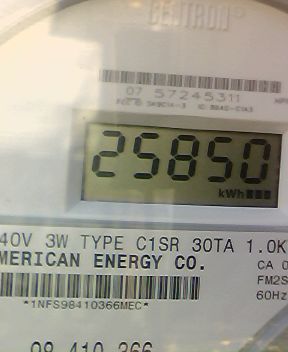 CENTRON®
07 57245311
25850
kWh
40V 3W TYPE C1SR 30TA 1.0K
MERICAN ENERGY CO.
CA 0
FM2S
60Hz
*1NFS98410366MEC*
98 410 366